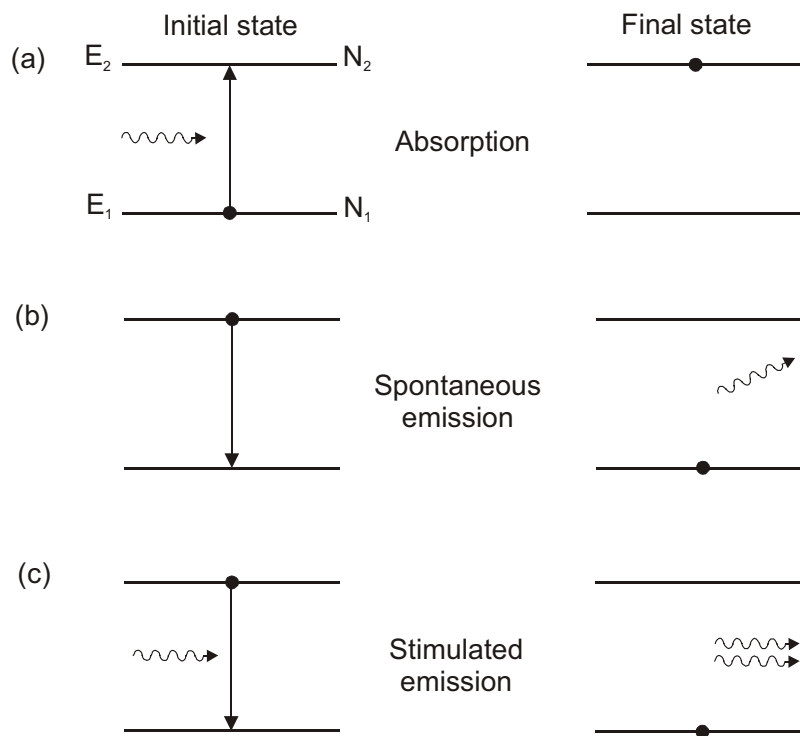 Initial state
Final state
(a)
E₂
N₂
Absorption
E₁
N₁
(b)
Spontaneous
emission
(c)
Stimulated
emission